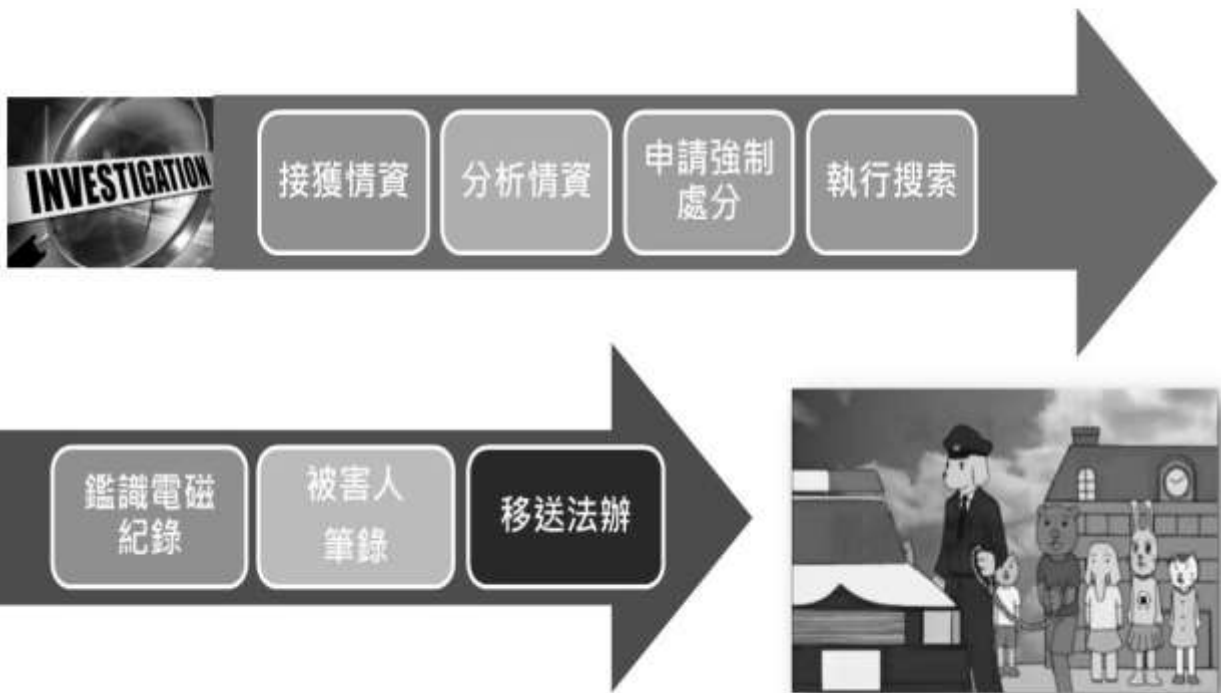 INVESTIGATION
接獲情資
分析情資
申請強制
處分
執行搜索
鑑識電磁
紀錄
被害人
筆錄
移送法辦